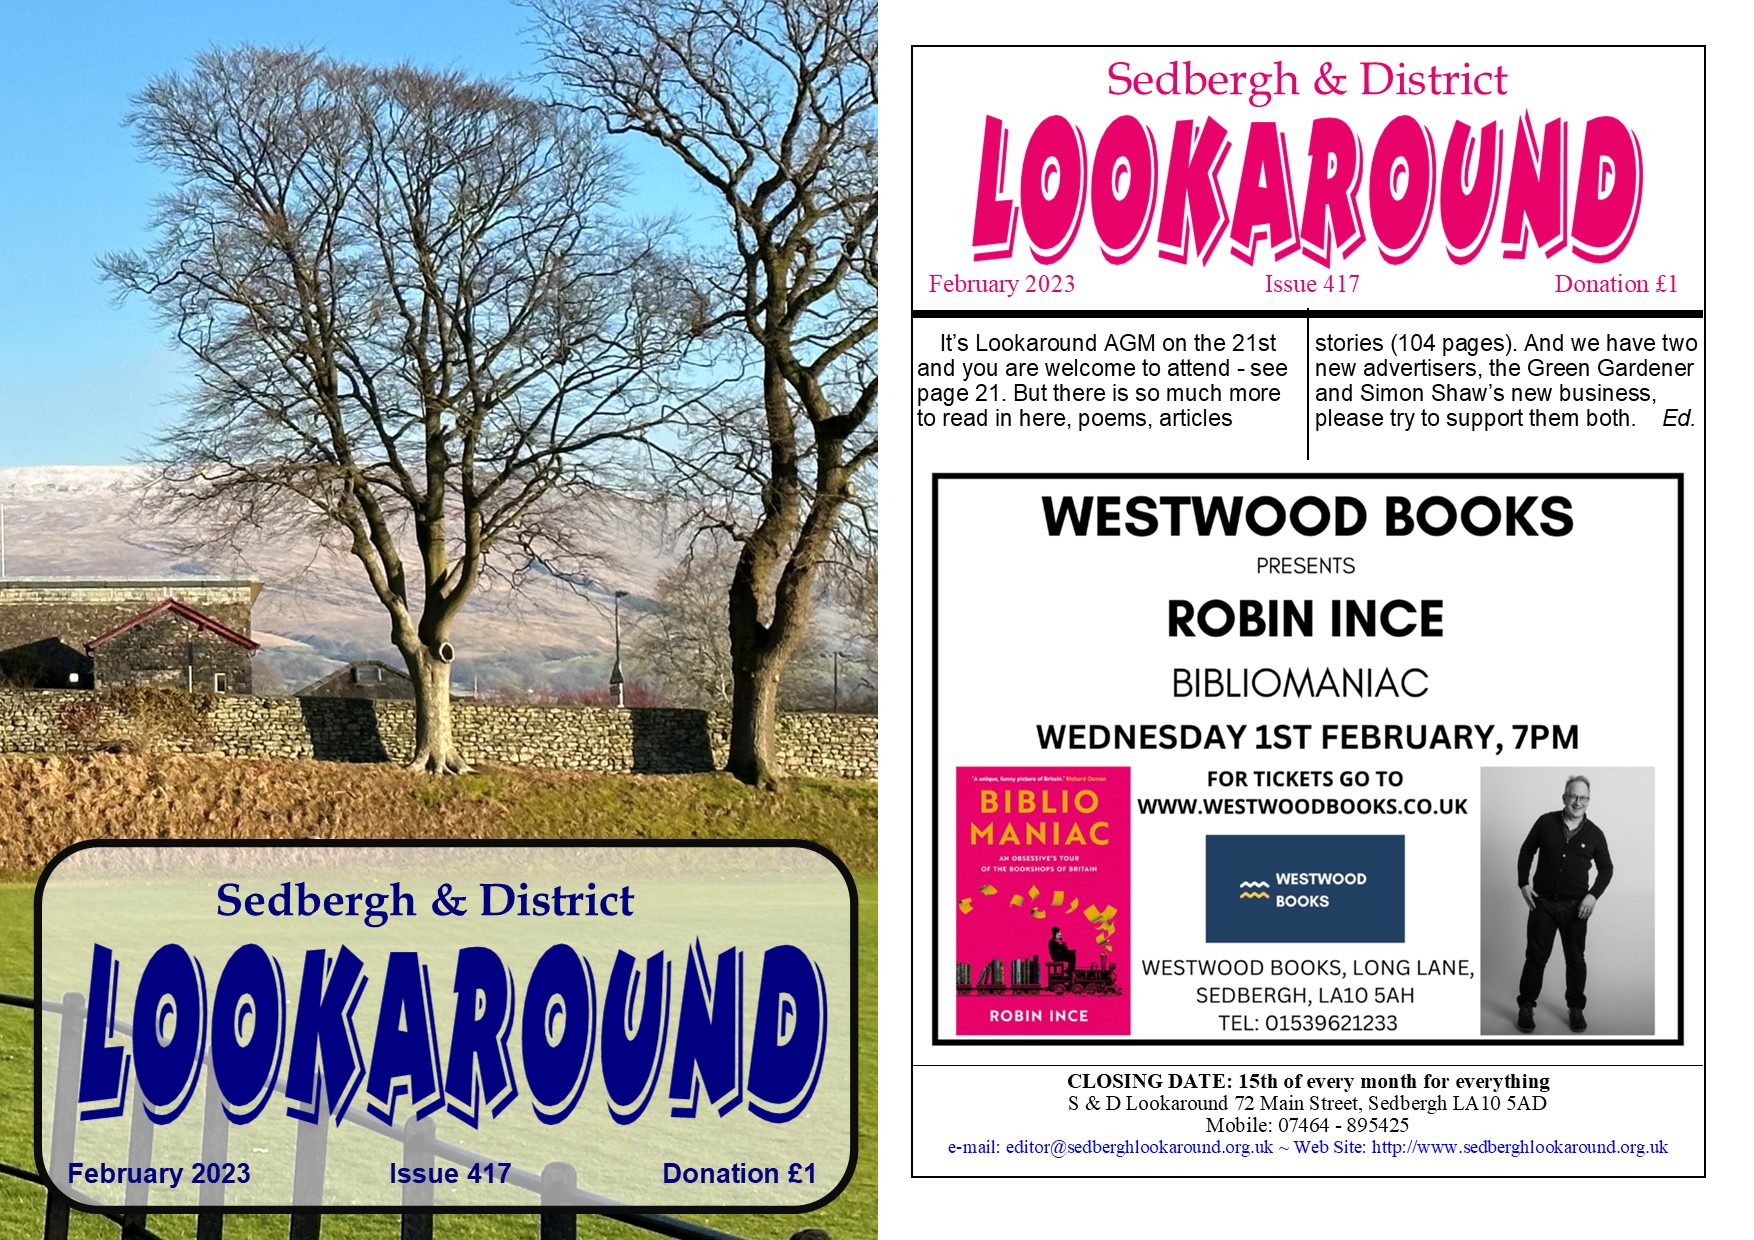 Sedbergh & District
LOOKAROUND
February 2023 Issue 417 Donation £1
Sedbergh & District
LOOKAROUND
February 2023 Issue 417 Donation £1
It’s Lookaround AGM on the 21st
and you are welcome to attend - see
page 21. But there is so much more
to read in here, poems, articles
stories (104 pages). And we have two
new advertisers, the Green Gardener
and Simon Shaw’s new business,
please try to support them both. Ed.
WESTWOOD BOOKS
PRESENTS
ROBIN INCE
BIBLIOMANIAC
WEDNESDAY 1ST FEBRUARY, 7PM
FOR TICKETS GO TO
WWW.WESTWOODBOOKS.CO.UK
"A unique, funny picture of Britain." Richard Osman
BIBLIO
MANIAC
AN OBSESSIVE'S TOUR
OF THE BOOKSHOPS OF BRITAIN
ROBIN INCE
WESTWOOD
BOOKS
WESTWOOD BOOKS, LONG LANE,
SEDBERGH, LA10 5AH
TEL: 01539621233
CLOSING DATE: 15th of every month for everything
S & D Lookaround 72 Main Street, Sedbergh LA10 5AD
Mobile: 07464 - 895425
e-mail: editor@sedberghlookaround.org.uk ~ Web Site: http://www.sedberghlookaround.org.uk